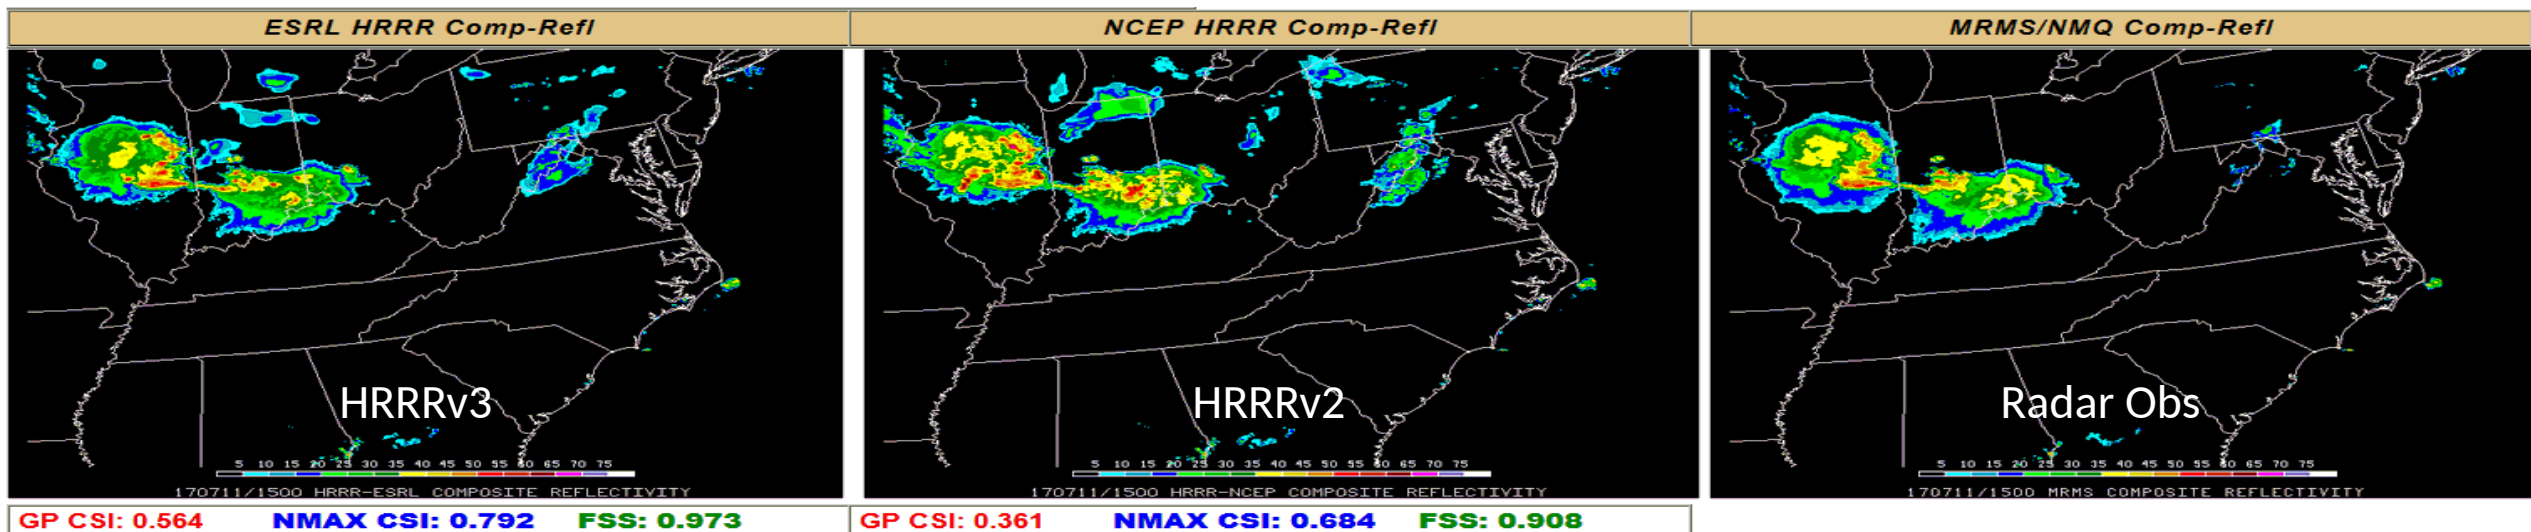 ESRL HRRR Comp-Refl
NCEP HRRR Comp-Refl
MRMS/NMQ Comp-Refl
HRRRv3
HRRRv2
Radar Obs
5 10 15 20 25 30 35 40 45 50 55 60 65 70 75
5 10 15 20 25 30 35 40 45 50 55 60 65 70 75
5 10 15 20 25 30 35 40 45 50 55 60 65 70 75
170711/1500 HRRR-ESRL COMPOSITE REFLECTIVITY
170711/1500 HRRR-NCEP COMPOSITE REFLECTIVITY
170711/1500 MRMS COMPOSITE REFLECTIVITY
GP CSI: 0.564 NMAX CSI: 0.792 FSS: 0.973
GP CSI: 0.361 NMAX CSI: 0.684 FSS: 0.908